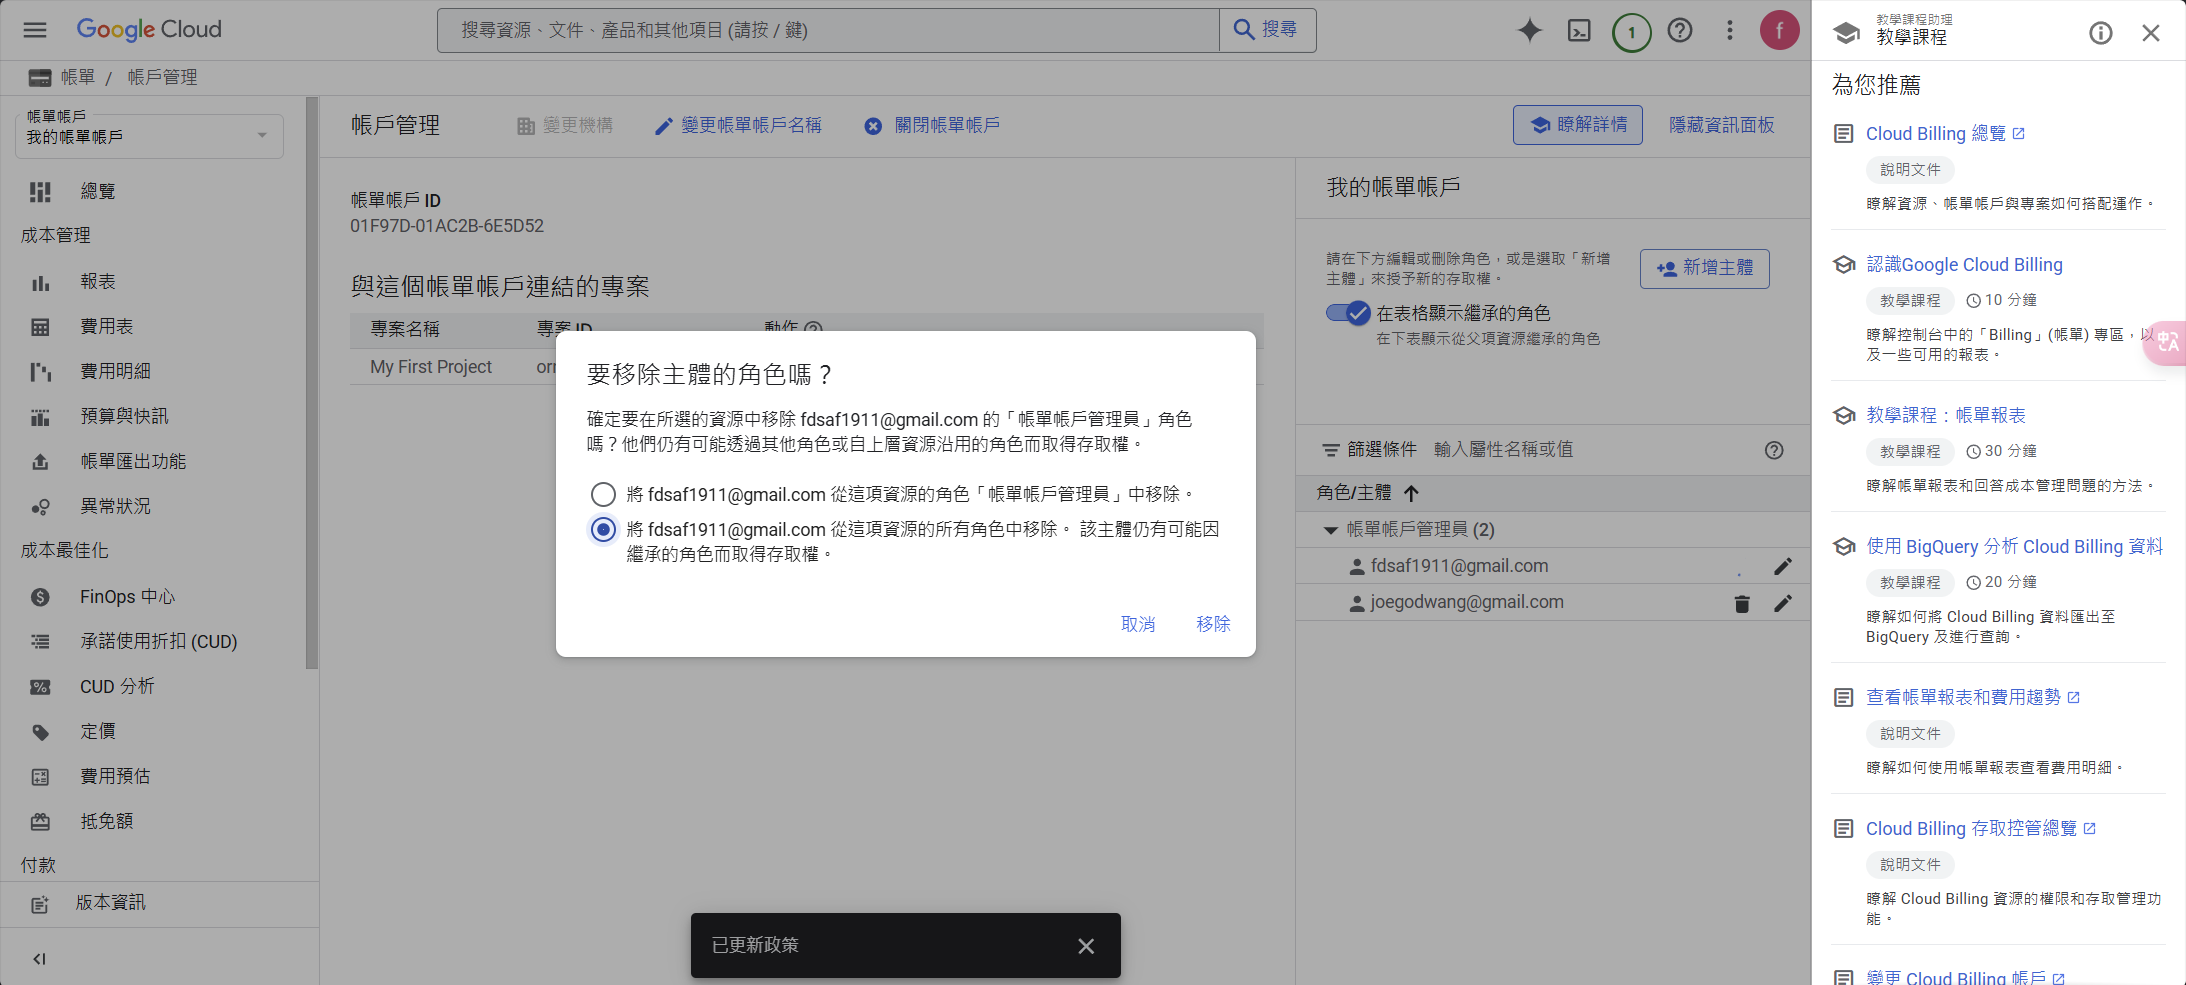 Google Cloud
搜尋資源、文件、產品和其他項目 (請按 / 鍵)
搜尋
1
f
帳單 / 帳戶管理
帳單帳戶
我的帳單帳戶
總覽
成本管理
報表
費用表
費用明細
預算與快訊
帳單匯出功能
異常狀況
成本最佳化
FinOps 中心
承諾使用折扣 (CUD)
CUD 分析
定價
費用預估
抵免額
付款
版本資訊
帳戶管理
變更機構
變更帳單帳戶名稱
關閉帳單帳戶
瞭解詳情
隱藏資訊面板
帳單帳戶 ID
01F97D-01AC2B-6E5D52
與這個帳單帳戶連結的專案
專案名稱 專案 ID 動作
My First Project
要移除主體的角色嗎？
確定要在所選的資源中移除 fdsaf1911@gmail.com 的「帳單帳戶管理員」角色
嗎？他們仍有可能透過其他角色或自上層資源沿用的角色而取得存取權。
將 fdsaf1911@gmail.com 從這項資源的角色「帳單帳戶管理員」中移除。
將 fdsaf1911@gmail.com 從這項資源的所有角色中移除。 該主體仍有可能因
繼承的角色而取得存取權。
取消
移除
已更新政策
我的帳單帳戶
請在下方編輯或刪除角色，或是選取「新增
主體」來授予新的存取權。
新增主體
在表格顯示繼承的角色
在下表顯示從父項資源繼承的角色
篩選條件 輸入屬性名稱或值
角色/主體
帳單帳戶管理員 (2)
fdsaf1911@gmail.com
joegodwang@gmail.com
教學課程助理
教學課程
為您推薦
Cloud Billing 總覽
說明文件
瞭解資源、帳單帳戶與專案如何搭配運作。
認識Google Cloud Billing
教學課程 10 分鐘
瞭解控制台中的「Billing」(帳單) 專區，以
及一些可用的報表。
教學課程：帳單報表
教學課程 30 分鐘
瞭解帳單報表和回答成本管理問題的方法。
使用 BigQuery 分析 Cloud Billing 資料
教學課程 20 分鐘
瞭解如何將 Cloud Billing 資料匯出至
BigQuery 及進行查詢。
查看帳單報表和費用趨勢
說明文件
瞭解如何使用帳單報表查看費用明細。
Cloud Billing 存取控管總覽
說明文件
瞭解 Cloud Billing 資源的權限和存取管理功
能。
變更 Cloud Billing 帳戶